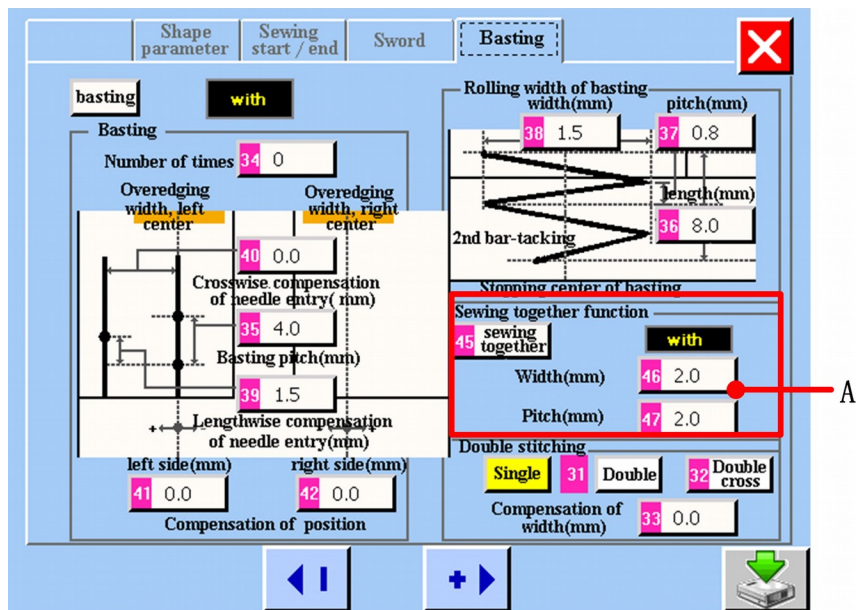 Shape
parameter
Sewing
start / end
Sword
Basting
basting
with
Basting
Number of times 34 0
Overedging
width, left
center
Overedging
width, right
center
40 0.0
Crosswise compensation
of needle entry( mm)
35 4.0
Basting pitch(mm)
39 1.5
Lengthwise compensation
of needle entry(mm)
left side(mm)
right side(mm)
41 0.0
42 0.0
Compensation of position
Rolling width of basting
width(mm)
pitch(mm)
38 1.5
37 0.8
length(mm)
36 8.0
2nd bar-tacking
Stopping center of basting
Sewing together function
45 sewing
together
with
Width(mm) 46 2.0
A
Pitch(mm) 47 2.0
Double stitching
Single
31 Double
32 Double
cross
Compensation of
width(mm)
33 0.0